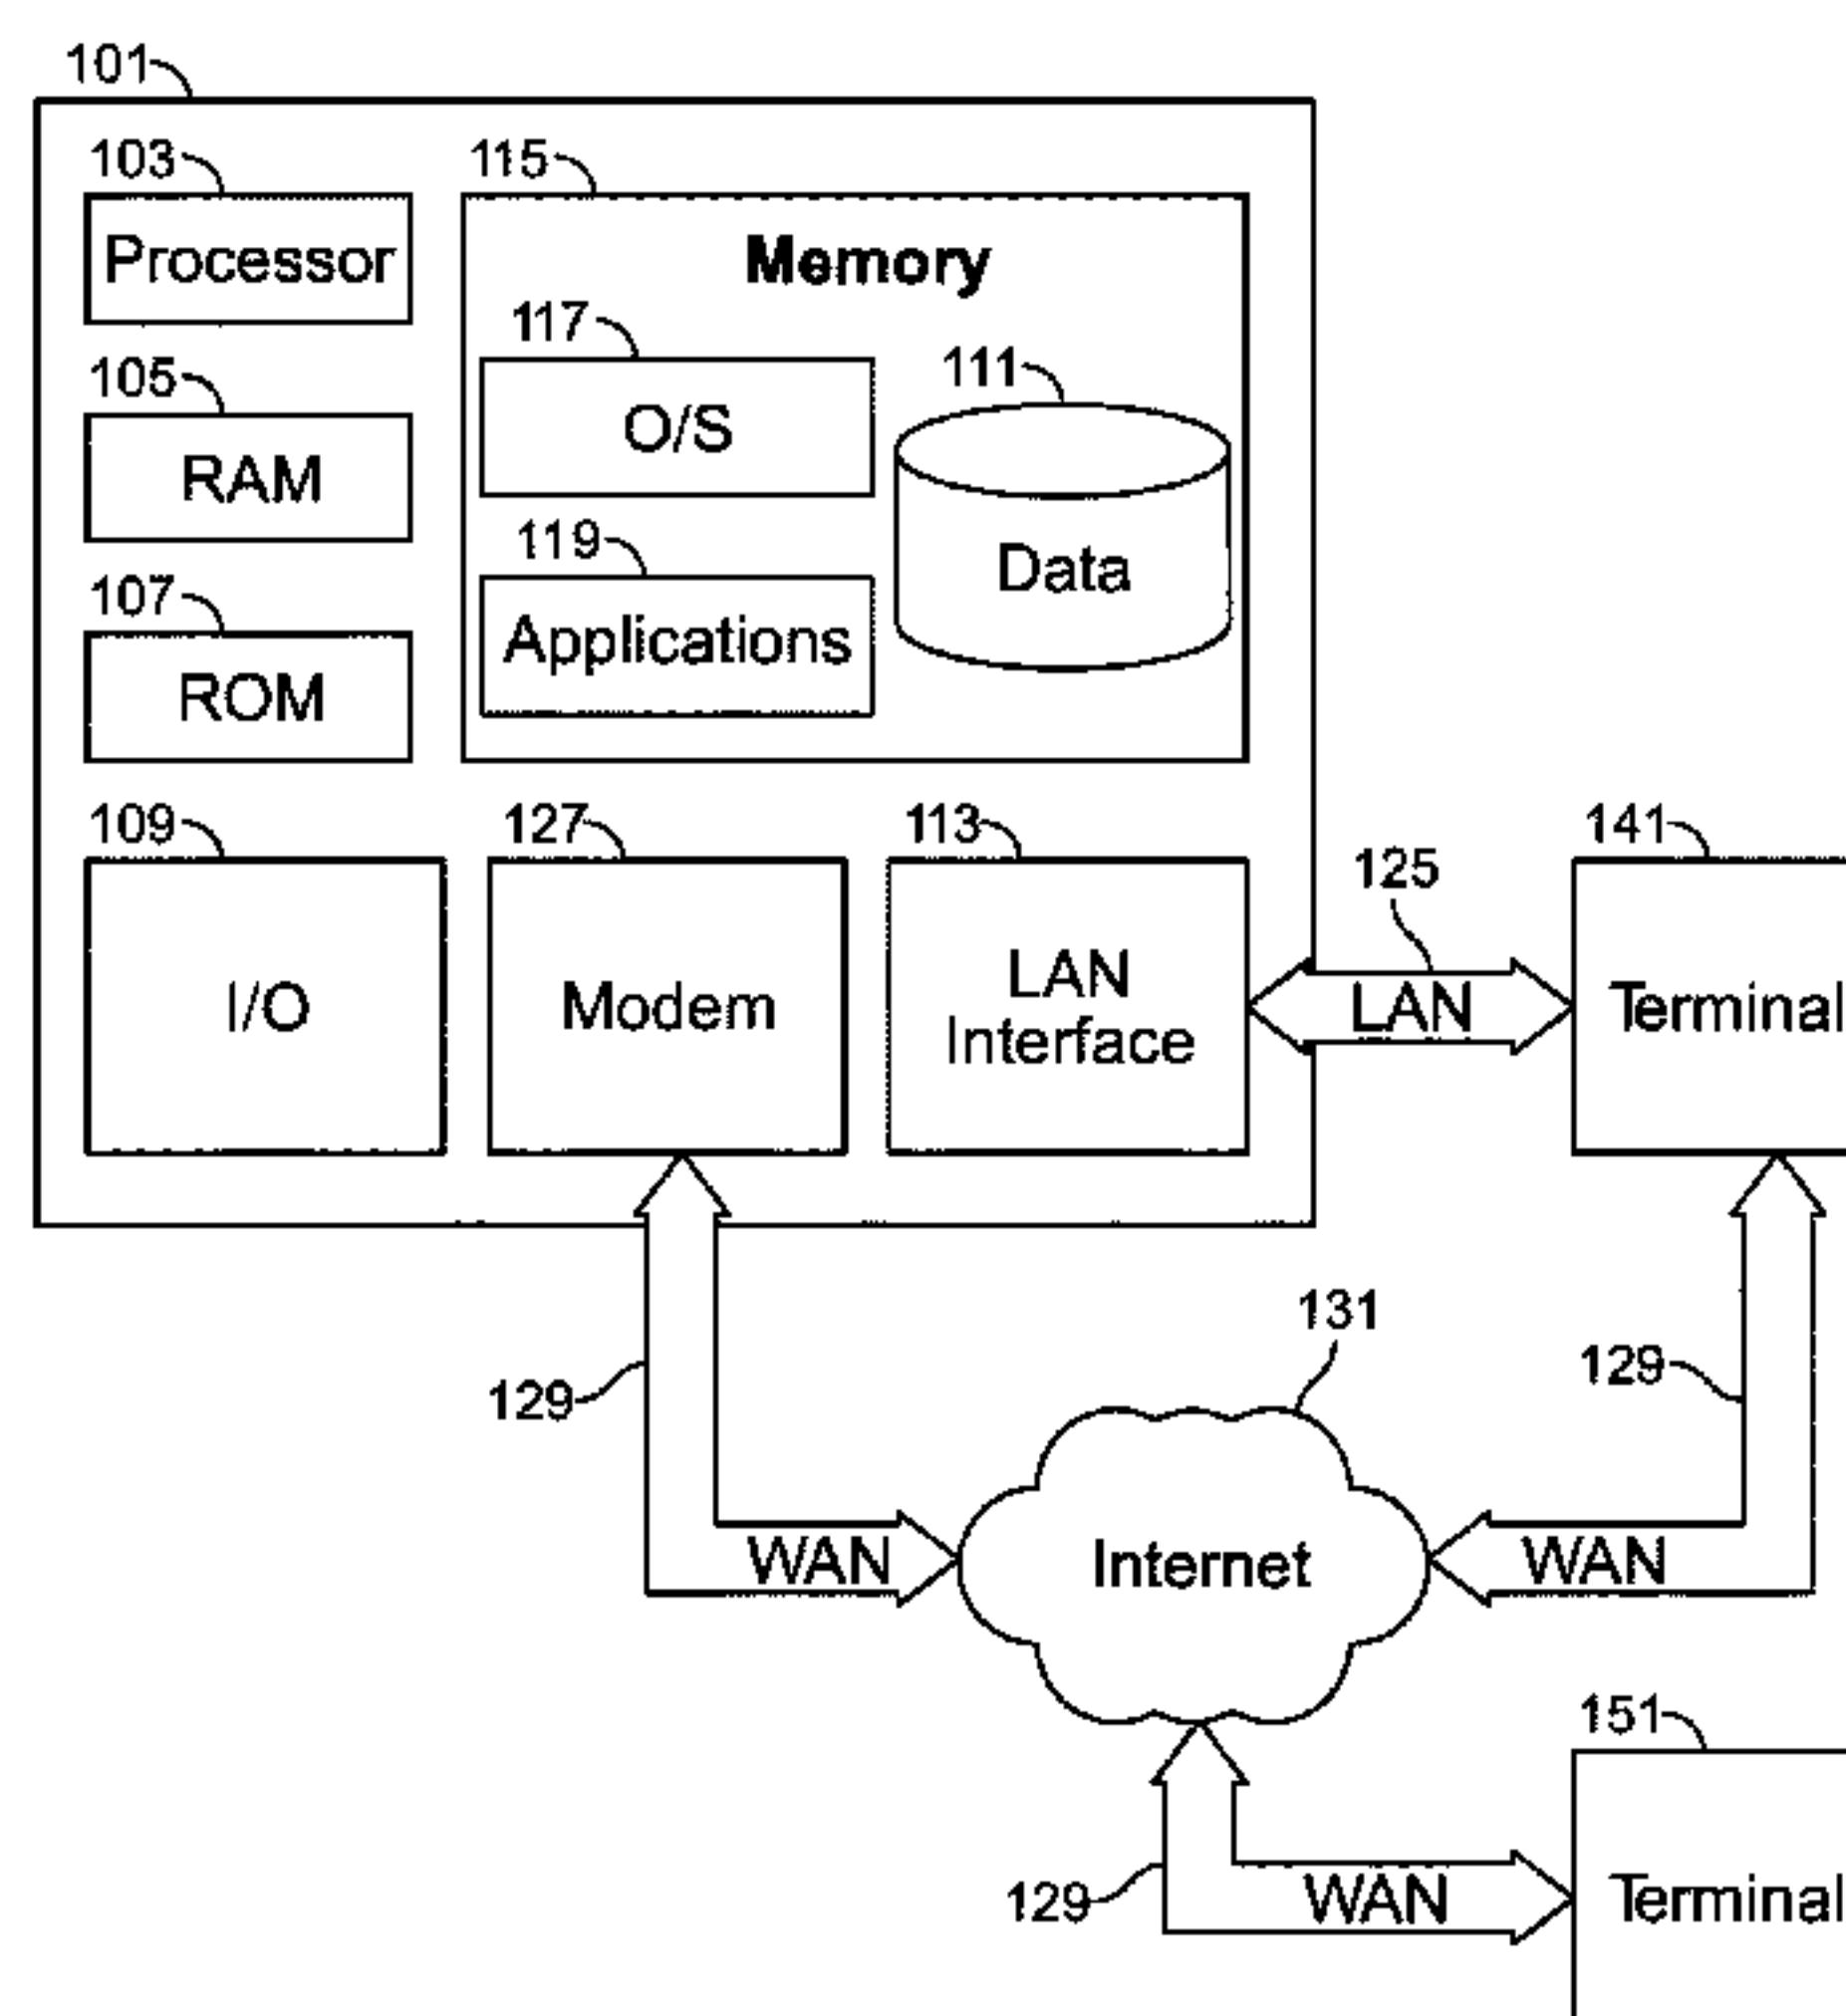 101
103
115
Processor
Memory
117
111
105
O/S
RAM
119
Data
107
Applications
ROM
109
127
113
141
125
I/O
Modem
LAN
Interface
LAN
Terminal
131
129
129
WAN
Internet
WAN
151
129
WAN
Terminal